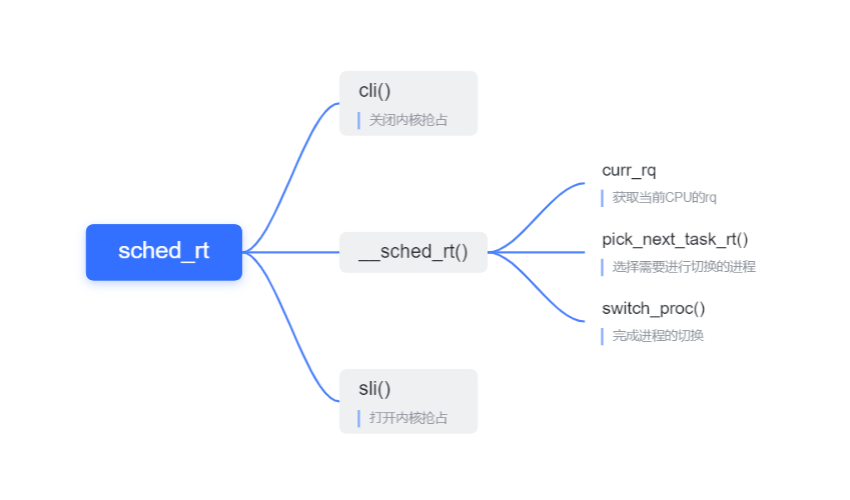 sched_rt
cli()
关闭内核抢占
__sched_rt()
curr_rq
获取当前CPU的rq
pick_next_task_rt()
选择需要进行切换的进程
switch_proc()
完成进程的切换
sli()
打开内核抢占